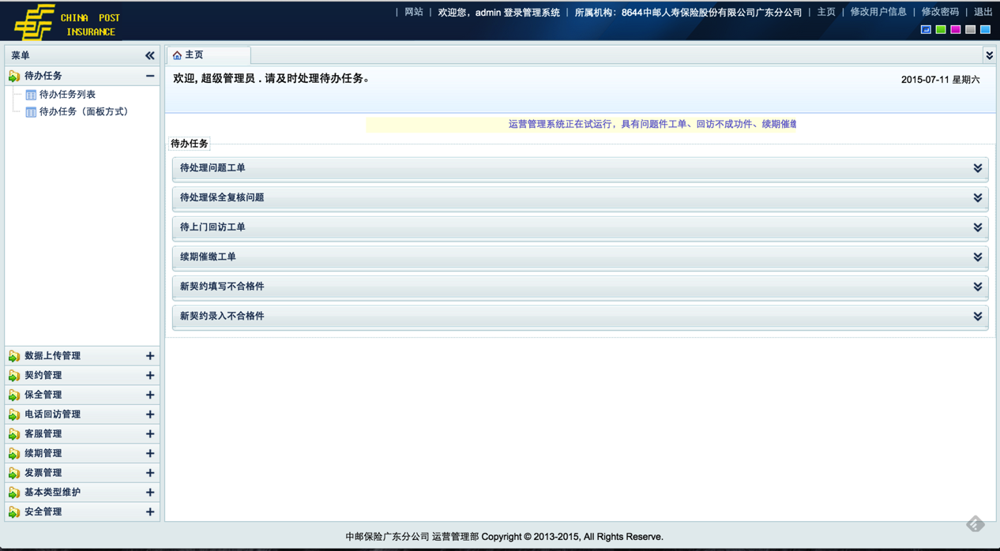 CHINA POST
INSURANCE
| 网站 | 欢迎您，admin 登录管理系统 | 所属机构：8644中邮人寿保险股份有限公司广东分公司 | 主页 | 修改用户信息 | 修改密码 | 退出
菜单
主页
待办任务
待办任务列表
待办任务（面板方式）
欢迎, 超级管理员 . 请及时处理待办任务。
2015-07-11 星期六
运营管理系统正在试运行，具有问题件工单、回访不成功件、续期催缴
待办任务
待处理问题工单
待处理保全复核问题
待上门回访工单
续期催缴工单
新契约填写不合格件
新契约录入不合格件
数据上传管理
契约管理
保全管理
电话回访管理
客服管理
续期管理
发票管理
基本类型维护
安全管理
中邮保险广东分公司 运营管理部 Copyright © 2013-2015, All Rights Reserve.